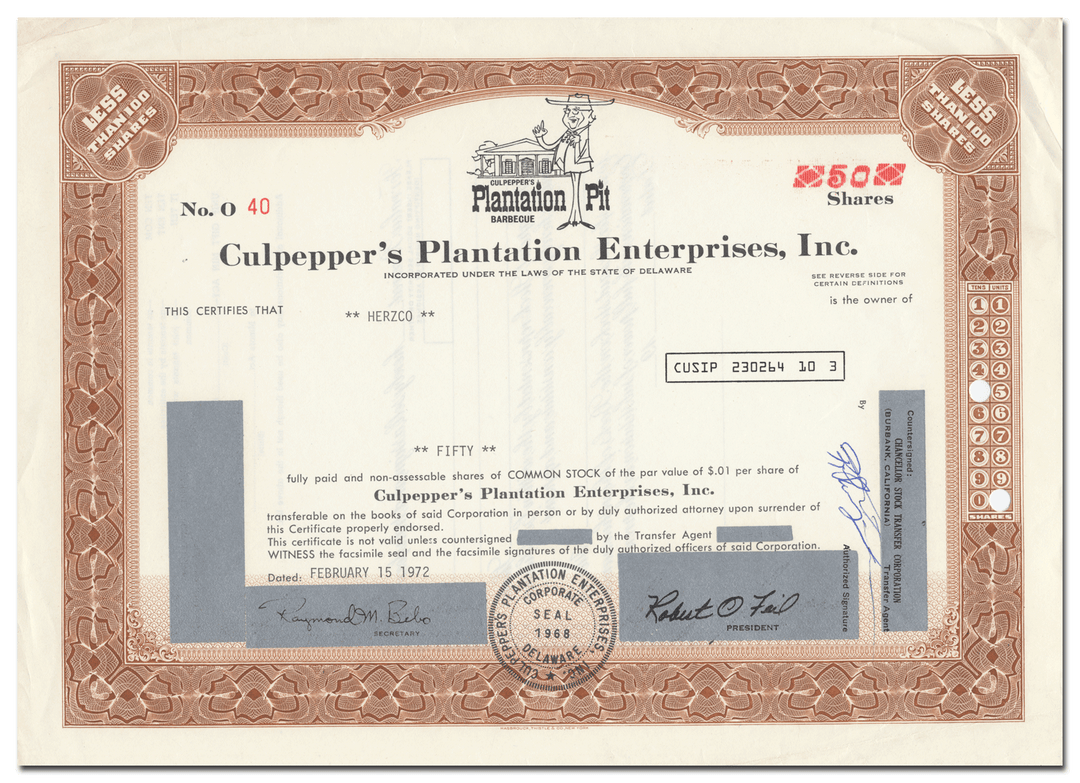 LESS
THAN 100
SHARES
LESS
THAN 100
SHARES
CULPEPPER'S
Plantation Pit
BARBECUE
No. O 40
50
Shares
Culpepper's Plantation Enterprises, Inc.
INCORPORATED UNDER THE LAWS OF THE STATE OF DELAWARE
SEE REVERSE SIDE FOR
CERTAIN DEFINITIONS
THIS CERTIFIES THAT
** HERZCO **
is the owner of
TENS UNITS
1 1
2 2
3 3
4 4
5
6 6
7 7
8 8
9 9
0
SHARES
CUSIP 230264 10 3
** FIFTY **
fully paid and non-assessable shares of COMMON STOCK of the par value of $.01 per share of
Culpepper's Plantation Enterprises, Inc.
transferable on the books of said Corporation in person or by duly authorized attorney upon surrender of
this Certificate properly endorsed.
This certificate is not valid unless countersigned by the Transfer Agent
WITNESS the facsimile seal and the facsimile signatures of the duly authorized officers of said Corporation.
Dated: FEBRUARY 15 1972
Raymond M. Bebo
SECRETARY
CULPEPPER'S PLANTATION ENTERPRISES, INC.
CORPORATE
SEAL
1968
DELAWARE
Robert O Feil
PRESIDENT
Countersigned:
CHANCELLOR STOCK TRANSFER CORPORATION
(BURBANK, CALIFORNIA)
Transfer Agent
By
Authorized Signature